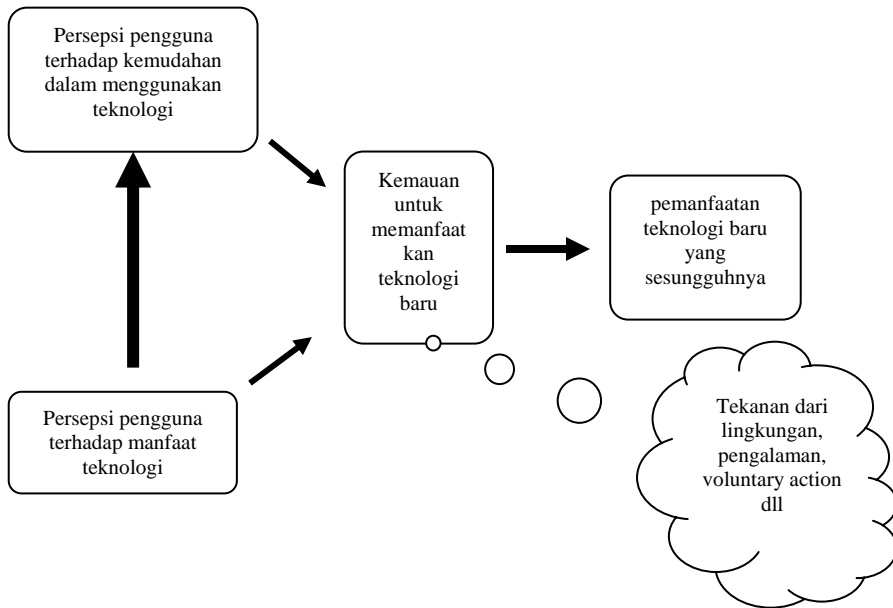 Persepsi pengguna
terhadap kemudahan
dalam menggunakan
teknologi
Kemauan
untuk
memanfaat
kan
teknologi
baru
pemanfaatan
teknologi baru
yang
sesungguhnya
Persepsi pengguna
terhadap manfaat
teknologi
Tekanan dari
lingkungan,
pengalaman,
voluntary action
dll